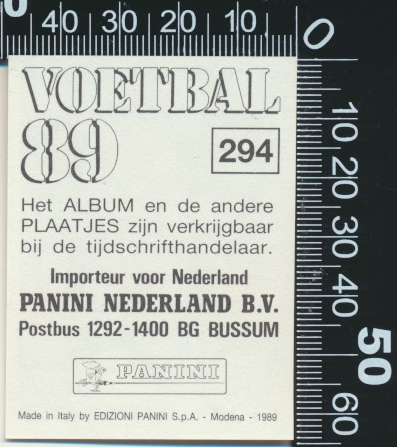 0
40 30 20 10
0
VOETBAL
89
294
Het ALBUM en de andere
PLAATJES zijn verkrijgbaar
bij de tijdschrifthandelaar.
Importeur voor Nederland
PANINI NEDERLAND B.V.
Postbus 1292-1400 BG BUSSUM
PANINI
Made in Italy by EDIZIONI PANINI S.p.A. - Modena - 1989
10 20 30 40 50 60